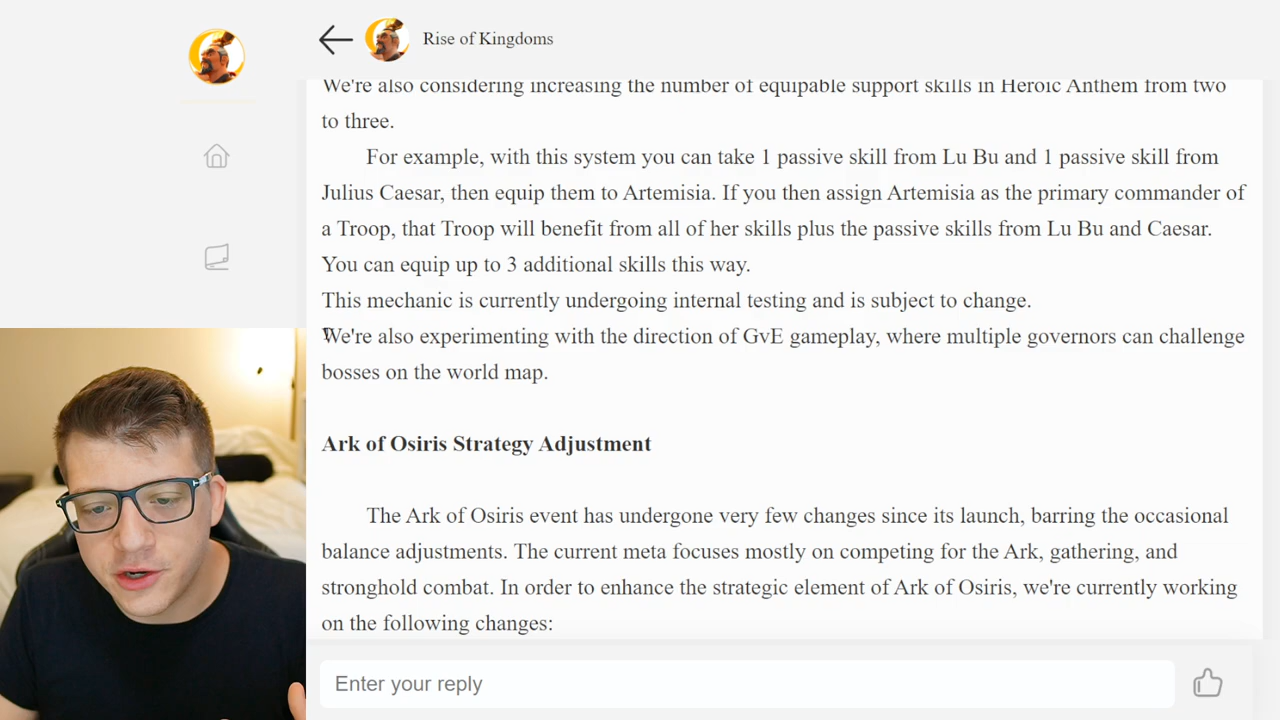 Rise of Kingdoms
We're also considering increasing the number of equipable support skills in Heroic Anthem from two
to three.
For example, with this system you can take 1 passive skill from Lu Bu and 1 passive skill from
Julius Caesar, then equip them to Artemisia. If you then assign Artemisia as the primary commander of
a Troop, that Troop will benefit from all of her skills plus the passive skills from Lu Bu and Caesar.
You can equip up to 3 additional skills this way.
This mechanic is currently undergoing internal testing and is subject to change.
We're also experimenting with the direction of GvE gameplay, where multiple governors can challenge
bosses on the world map.
Ark of Osiris Strategy Adjustment
The Ark of Osiris event has undergone very few changes since its launch, barring the occasional
balance adjustments. The current meta focuses mostly on competing for the Ark, gathering, and
stronghold combat. In order to enhance the strategic element of Ark of Osiris, we're currently working
on the following changes:
Enter your reply